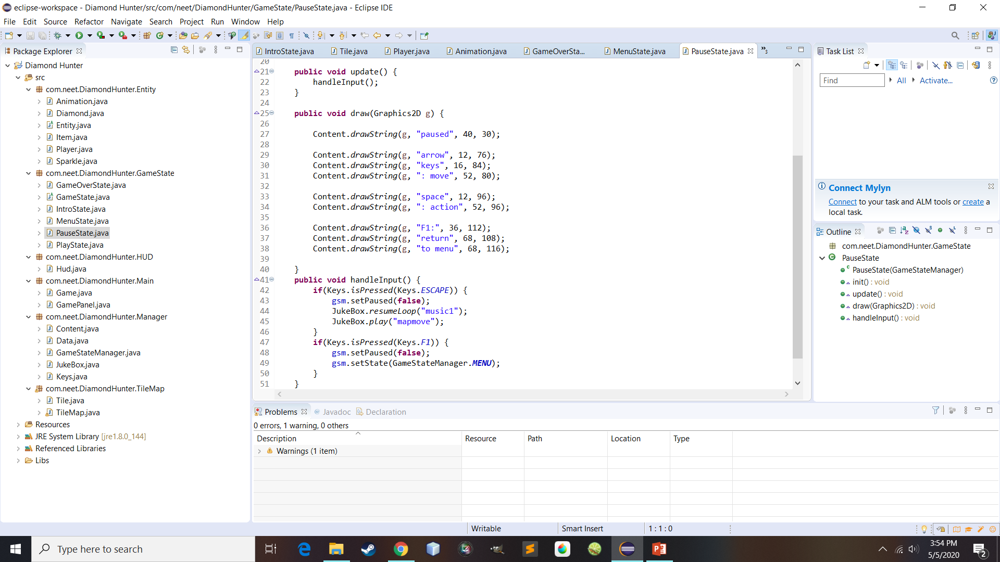 eclipse-workspace - Diamond Hunter/src/com/neet/DiamondHunter/GameState/PauseState.java - Eclipse IDE
File Edit Source Refactor Navigate Search Project Run Window Help
Package Explorer
Diamond Hunter
src
com.neet.DiamondHunter.Entity
Animation.java
Diamond.java
Entity.java
Item.java
Player.java
Sparkle.java
com.neet.DiamondHunter.GameState
GameOverState.java
GameState.java
IntroState.java
MenuState.java
PauseState.java
PlayState.java
com.neet.DiamondHunter.HUD
Hud.java
com.neet.DiamondHunter.Main
Game.java
GamePanel.java
com.neet.DiamondHunter.Manager
Content.java
Data.java
GameStateManager.java
JukeBox.java
Keys.java
com.neet.DiamondHunter.TileMap
Tile.java
TileMap.java
Resources
JRE System Library [jre1.8.0_144]
Referenced Libraries
Libs
IntroState.java Tile.java Player.java Animation.java GameOverSta... MenuState.java PauseState.java »3
20
21 public void update() {
22 handleInput();
23 }
24
25 public void draw(Graphics2D g) {
26
27 Content.drawString(g, "paused", 40, 30);
28
29 Content.drawString(g, "arrow", 12, 76);
30 Content.drawString(g, "keys", 16, 84);
31 Content.drawString(g, ": move", 52, 80);
32
33 Content.drawString(g, "space", 12, 96);
34 Content.drawString(g, ": action", 52, 96);
35
36 Content.drawString(g, "F1:", 36, 112);
37 Content.drawString(g, "return", 68, 108);
38 Content.drawString(g, "to menu", 68, 116);
39
40 }
41 public void handleInput() {
42 if(Keys.isPressed(Keys.ESCAPE)) {
43 gsm.setPaused(false);
44 JukeBox.resumeLoop("music1");
45 JukeBox.play("mapmove");
46 }
47 if(Keys.isPressed(Keys.F1)) {
48 gsm.setPaused(false);
49 gsm.setState(GameStateManager.MENU);
50 }
51 }
Problems @ Javadoc Declaration
0 errors, 1 warning, 0 others
Description Resource Path Location Type
Warnings (1 item)
Task List
Find All Activate...
Connect Mylyn
Connect to your task and ALM tools or create a
local task.
Outline
com.neet.DiamondHunter.GameState
PauseState
PauseState(GameStateManager)
init() : void
update() : void
draw(Graphics2D) : void
handleInput() : void
Writable Smart Insert 1 : 1 : 0
Type here to search
3:54 PM
5/5/2020
2